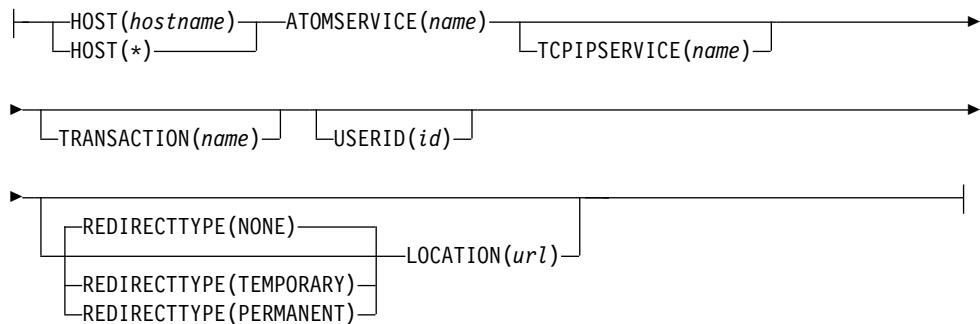 HOST(hostname) ATOMSERVICE(name)
HOST(*) TCPIPSERVICE(name)
TRANSACTION(name) USERID(id)
REDIRECTTYPE(NONE)
LOCATION(url)
REDIRECTTYPE(TEMPORARY)
REDIRECTTYPE(PERMANENT)